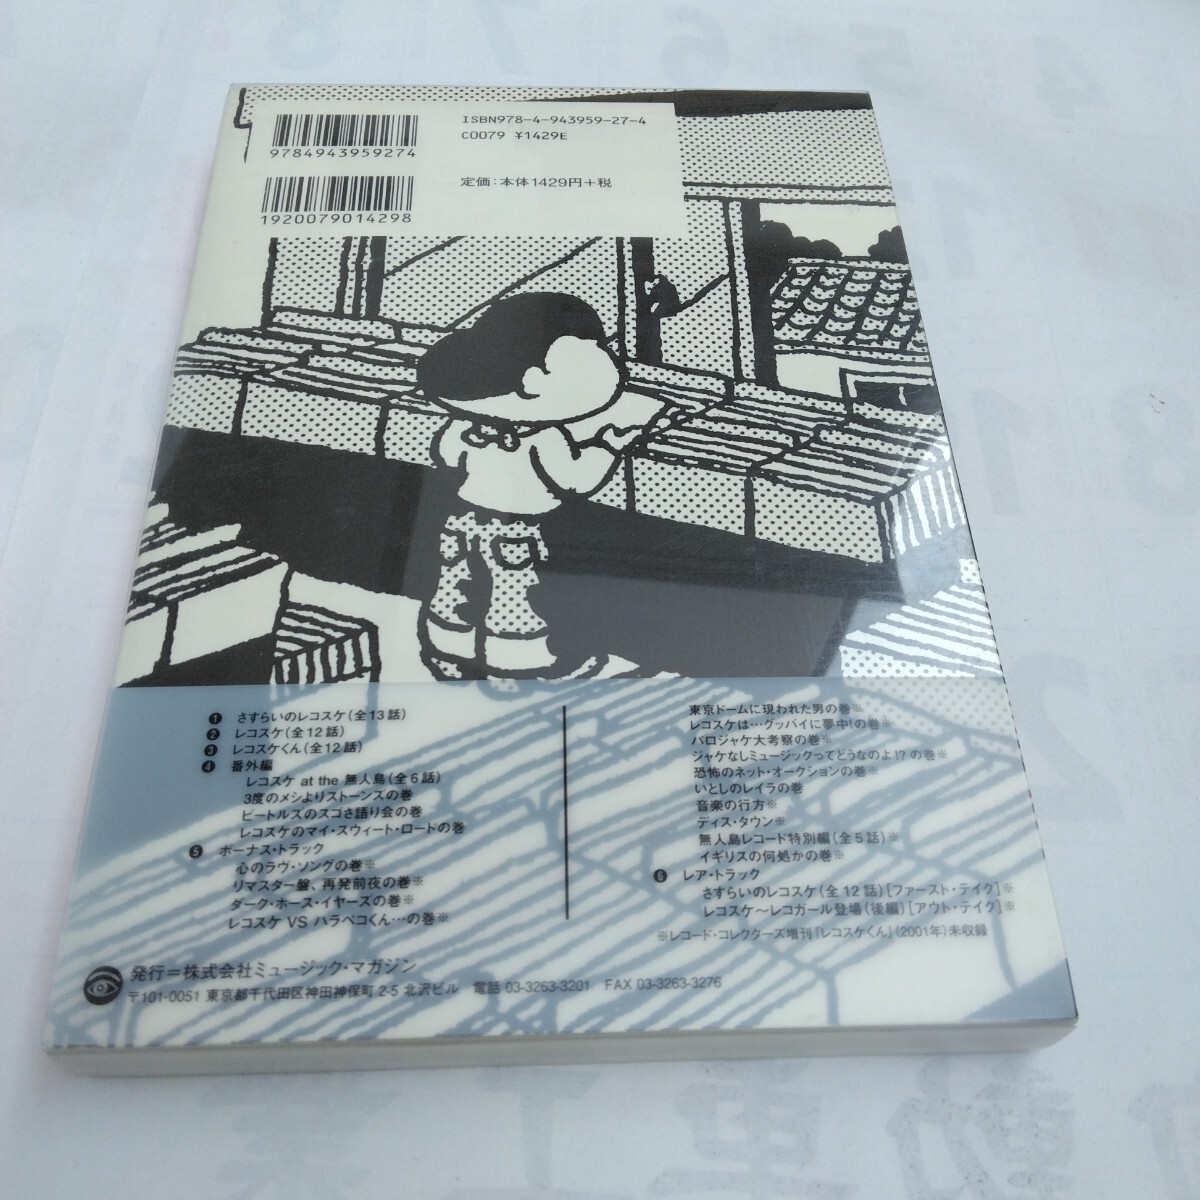 ISBN978-4-943959-27-4
C0079 ¥1429E
9784943959274
定価:本体1429円+税
1920079014298
❶ さすらいのレコスケ(全13話)
❷ レコスケ(全12話)
❸ レコスケくん(全12話)
❹ 番外編
レコスケ at the 無人島(全6話)
3度のメシよりストーンズの巻
ビートルズのスゴさ語り会の巻
レコスケのマイ・スウィート・ロードの巻
❺ ボーナス・トラック
心のラヴ・ソングの巻※
リマスター盤、再発前夜の巻※
ダーク・ホース・イヤーズの巻※
レコスケ VS ハラペコくん…の巻※
東京ドームに現われた男の巻※
レコスケは…グッバイに夢中!の巻※
パロジャケ大考察の巻※
ジャケなしミュージックってどうなのよ!? の巻※
恐怖のネット・オークションの巻※
いとしのレイラの巻
音楽の行方※
ディス・タウン※
無人島レコード特別編(全5話)※
イギリスの何処かの巻※
❻ レア・トラック
さすらいのレコスケ(全12話)[ファースト・テイク]※
レコスケ〜レコガール登場(後編)[アウト・テイク]※
※レコード・コレクターズ増刊『レコスケくん』(2001年)未収録
発行=株式会社ミュージック・マガジン
〒101-0051 東京都千代田区神田神保町2-5 北沢ビル 電話 03-3263-3201 FAX 03-3263-3276